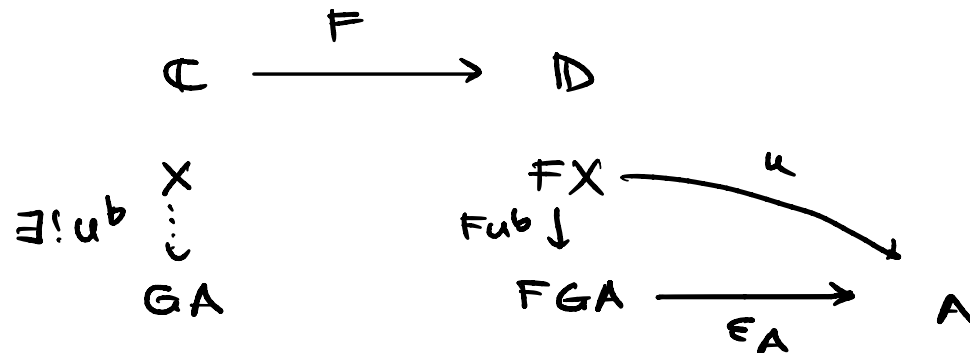 F
ℂ 𝔻
X FX u
∃!u^b Fu^b
GA FGA A
ε_A